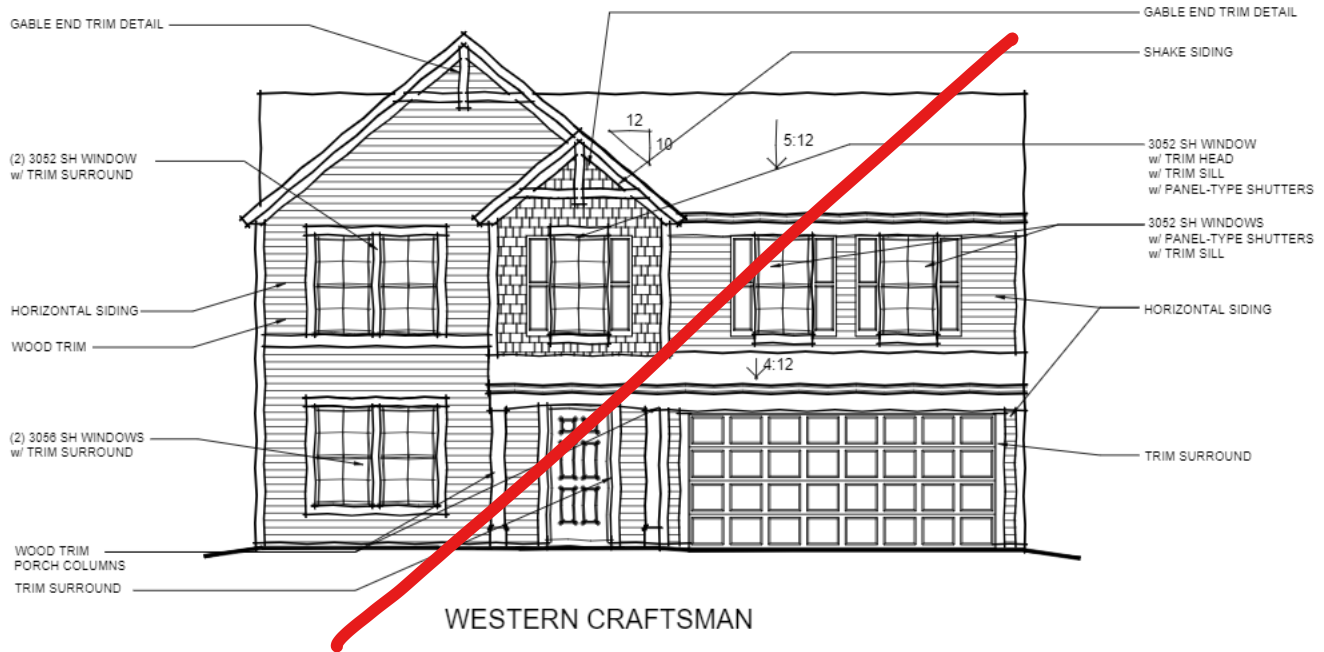 GABLE END TRIM DETAIL
GABLE END TRIM DETAIL
SHAKE SIDING
12
10
5:12
(2) 3052 SH WINDOW
w/ TRIM SURROUND
3052 SH WINDOW
w/ TRIM HEAD
w/ TRIM SILL
w/ PANEL-TYPE SHUTTERS
3052 SH WINDOWS
w/ PANEL-TYPE SHUTTERS
w/ TRIM SILL
HORIZONTAL SIDING
HORIZONTAL SIDING
WOOD TRIM
4:12
(2) 3056 SH WINDOWS
w/ TRIM SURROUND
TRIM SURROUND
WOOD TRIM
PORCH COLUMNS
TRIM SURROUND
WESTERN CRAFTSMAN